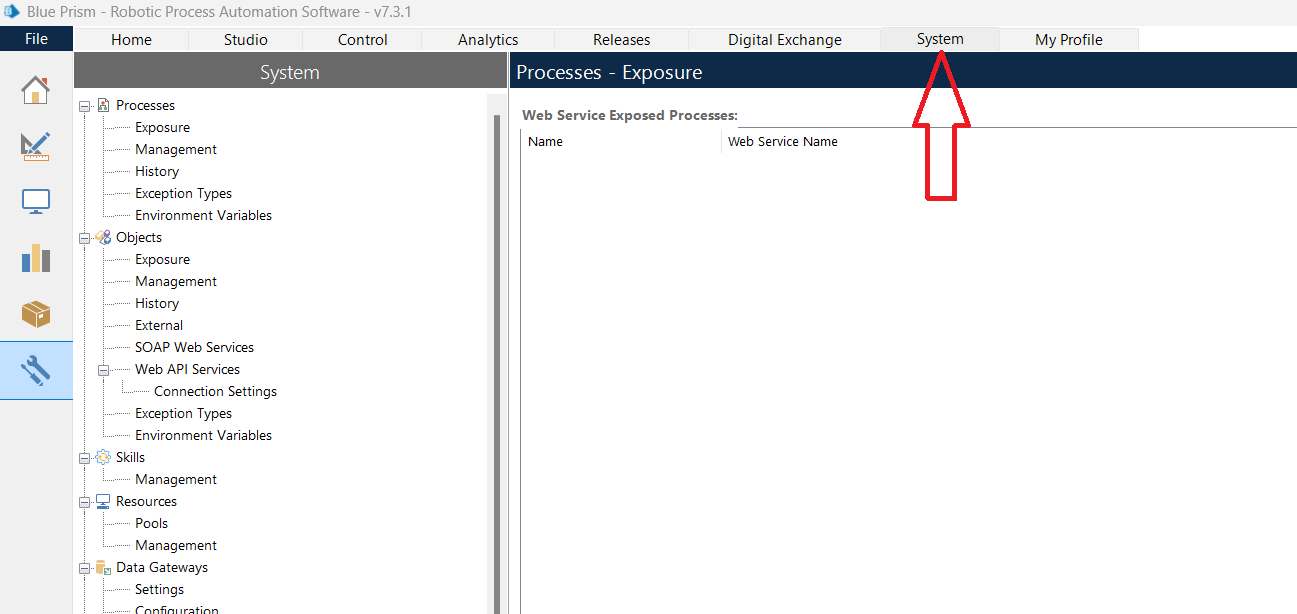 Blue Prism - Robotic Process Automation Software - v7.3.1
File Home Studio Control Analytics Releases Digital Exchange System My Profile
System
Processes
Exposure
Management
History
Exception Types
Environment Variables
Objects
Exposure
Management
History
External
SOAP Web Services
Web API Services
Connection Settings
Exception Types
Environment Variables
Skills
Management
Resources
Pools
Management
Data Gateways
Settings
Configuration
Processes - Exposure
Web Service Exposed Processes:
Name Web Service Name